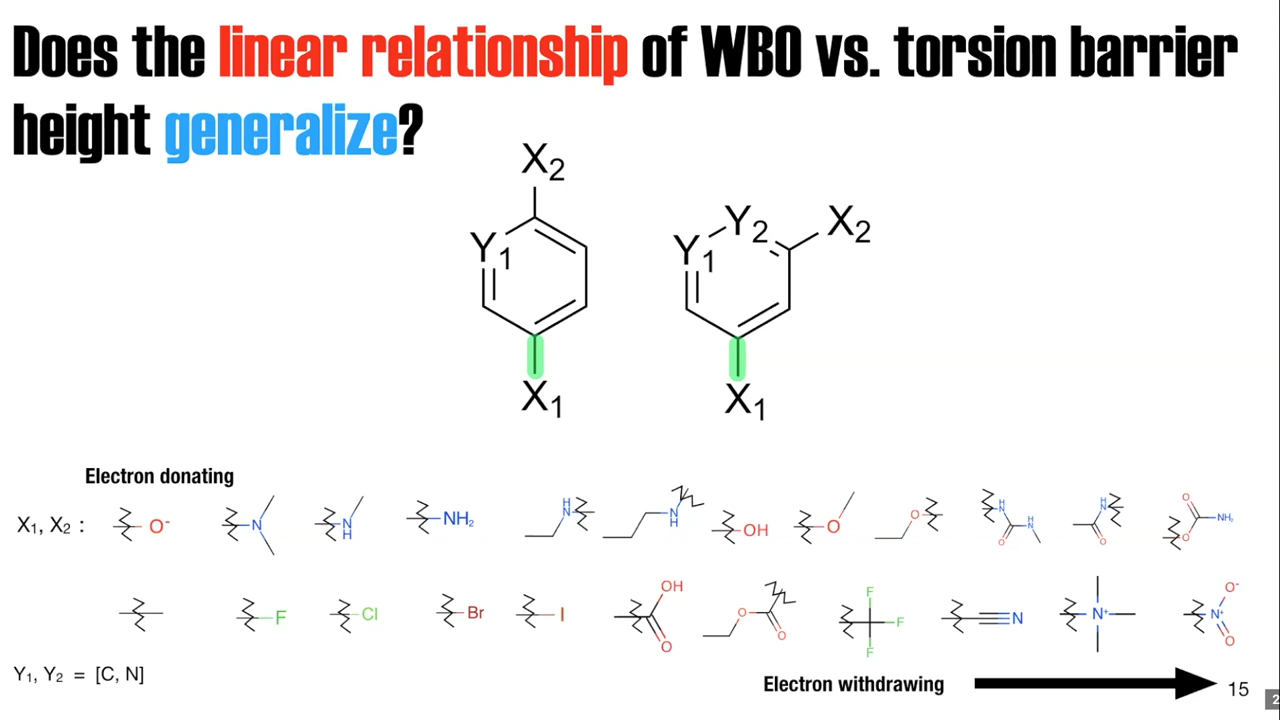 Does the linear relationship of WBO vs. torsion barrier
height generalize?
X2
Y1
X1
Y1
Y2
X2
X1
Electron donating
X1, X2 :
O-
N
N
H
NH2
H
N
N
H
OH
O
O
H
N
O
H
N
H
N
O
O
O
NH2
F
Cl
Br
I
OH
O
O
O
F
F
F
N
N+
O-
N+
O
Y1, Y2 = [C, N]
Electron withdrawing
15
2